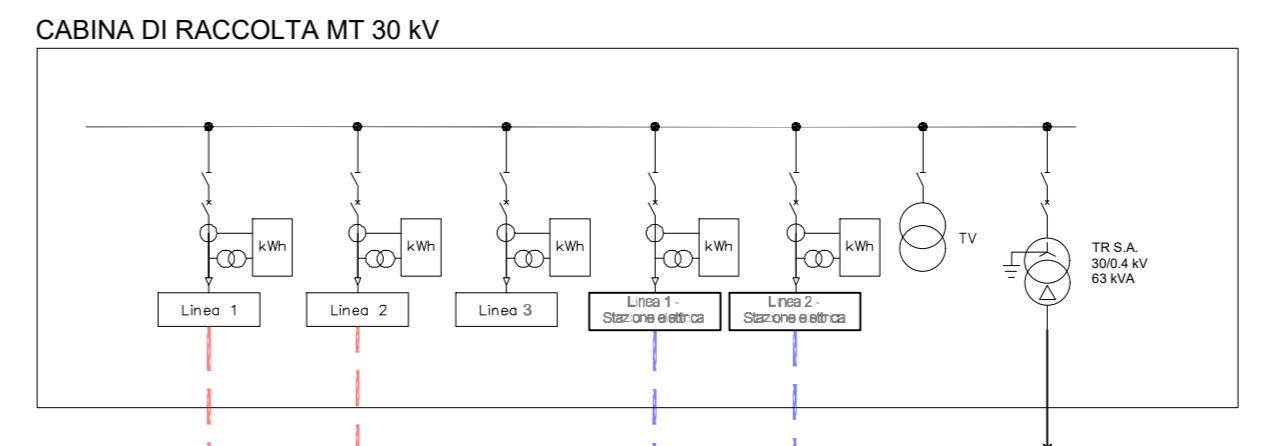 CABINA DI RACCOLTA MT 30 kV
kWh
kWh
kWh
kWh
kWh
TV
TR S.A.
30/0.4 kV
63 kVA
Linea 1
Linea 2
Linea 3
Linea 1 -
Stazione elettrica
Linea 2 -
Stazione elettrica